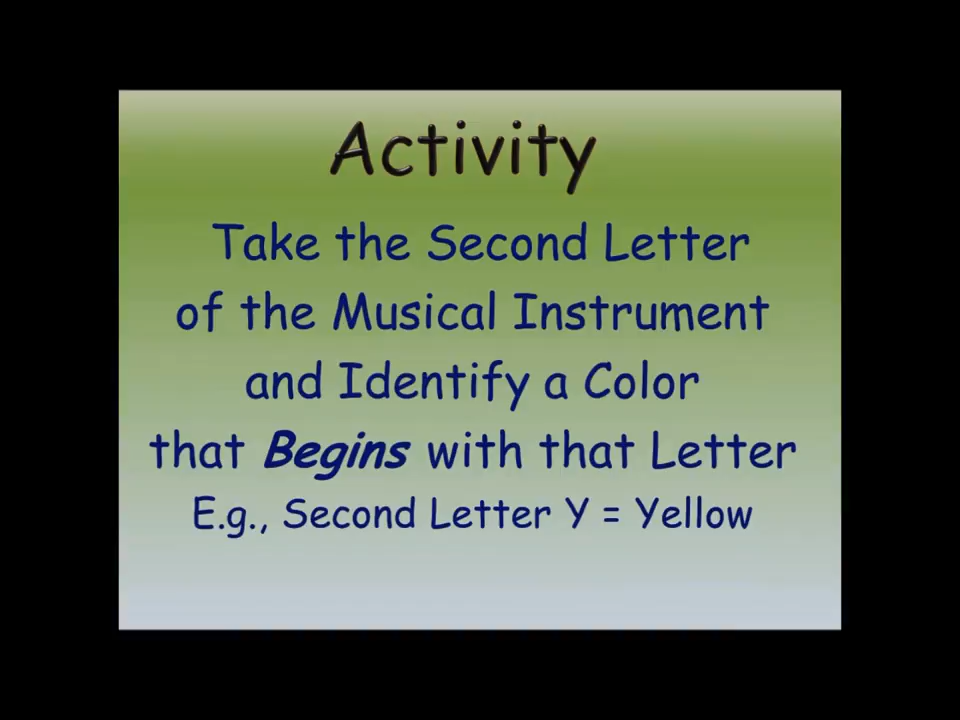 Activity
Take the Second Letter
of the Musical Instrument
and Identify a Color
that Begins with that Letter
E.g., Second Letter Y = Yellow